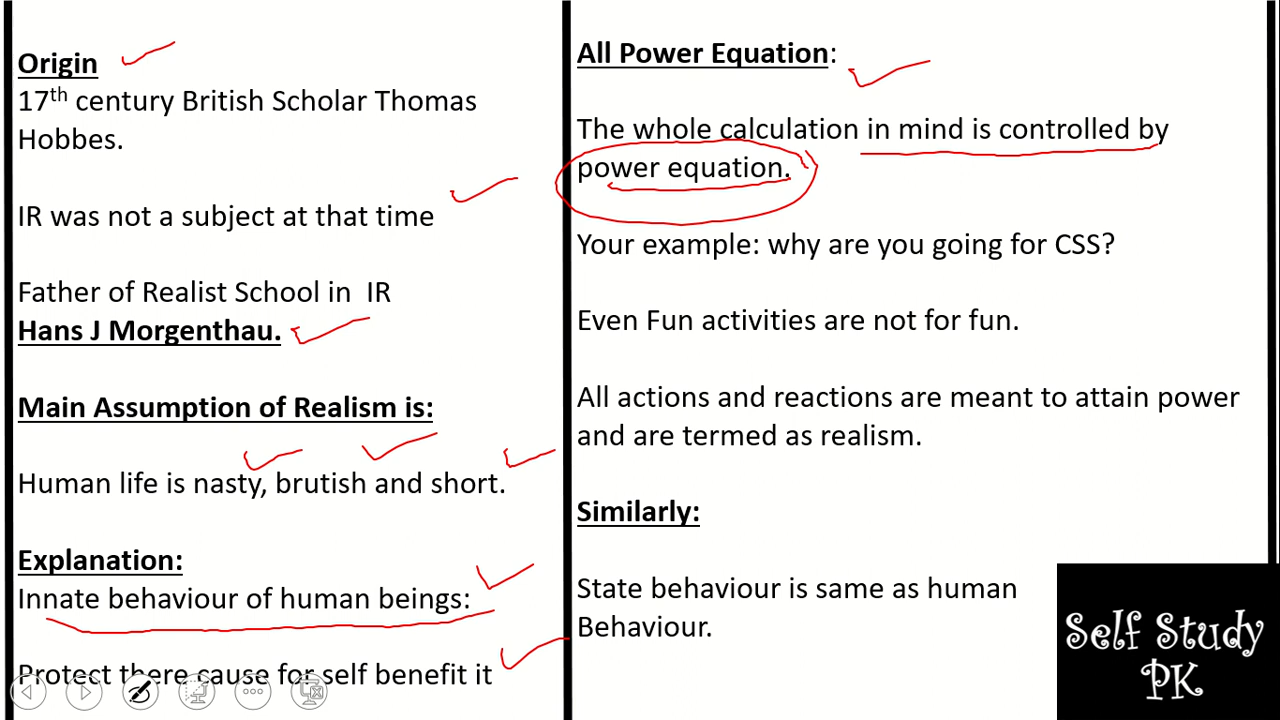 Origin
17th century British Scholar Thomas
Hobbes.
IR was not a subject at that time
Father of Realist School in IR
Hans J Morgenthau.
Main Assumption of Realism is:
Human life is nasty, brutish and short.
Explanation:
Innate behaviour of human beings:
Protect there cause for self benefit it
All Power Equation:
The whole calculation in mind is controlled by
power equation.
Your example: why are you going for CSS?
Even Fun activities are not for fun.
All actions and reactions are meant to attain power
and are termed as realism.
Similarly:
State behaviour is same as human
Behaviour.
Self Study
PK